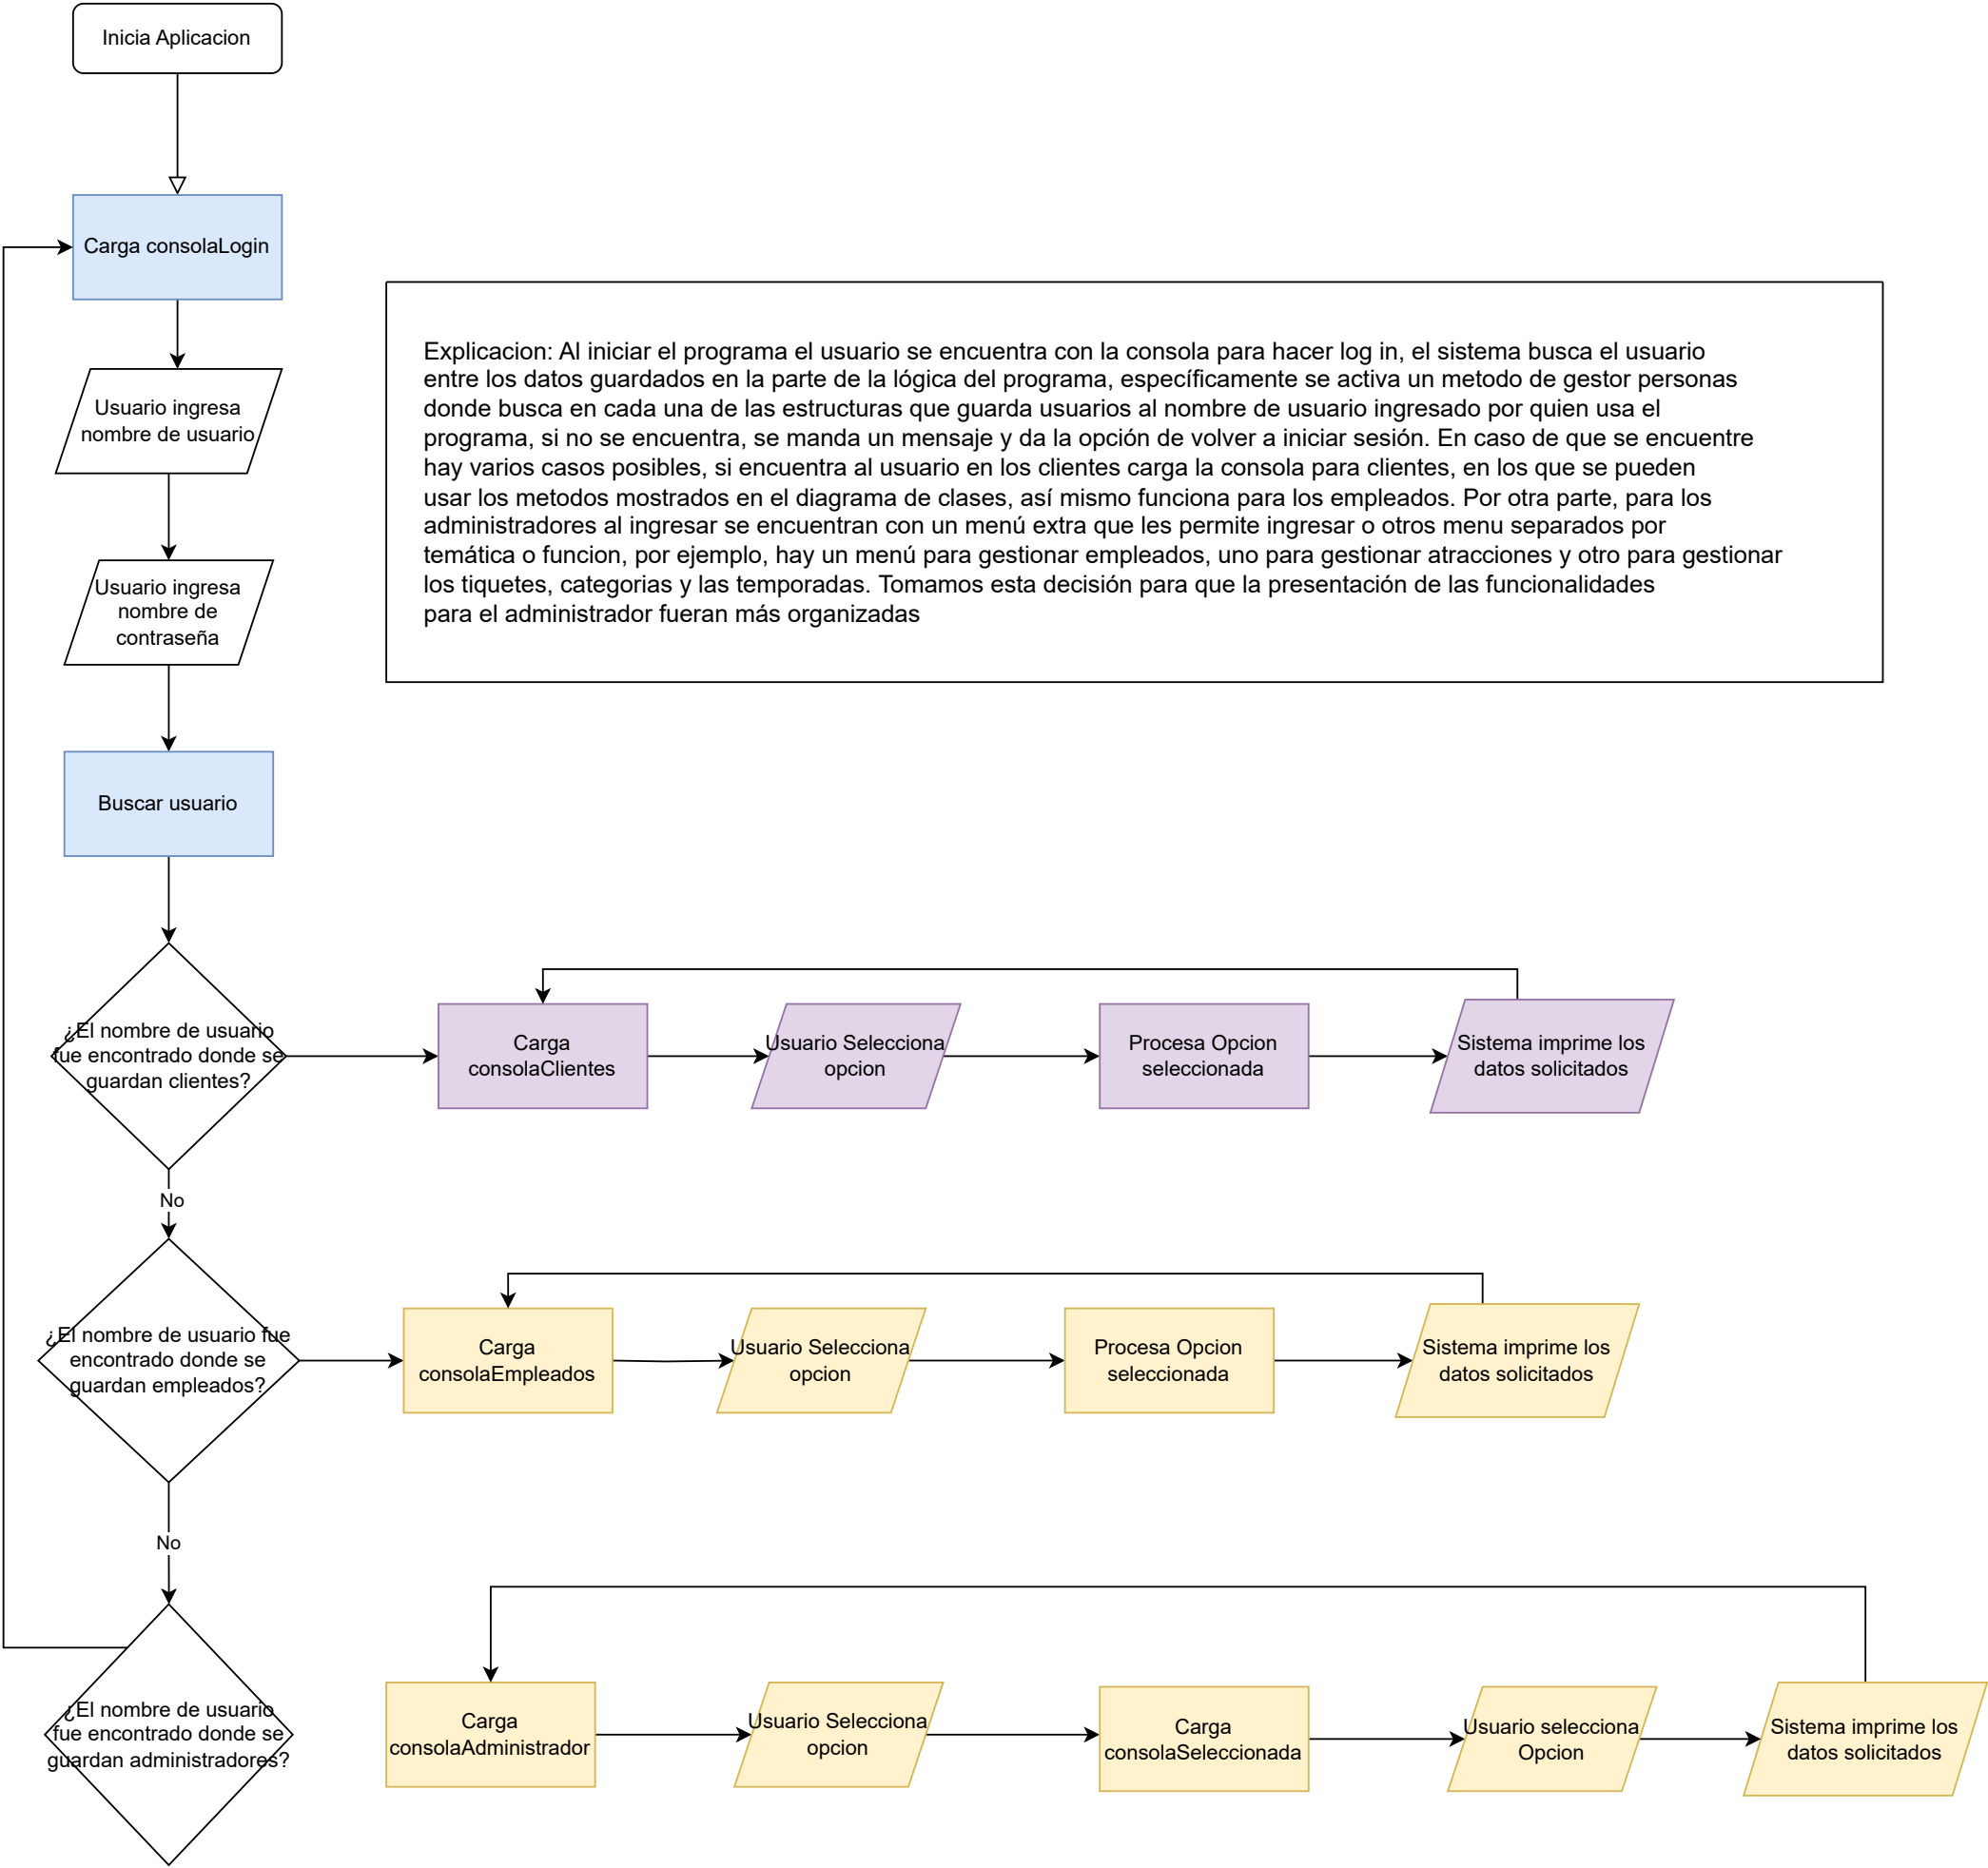 Inicia Aplicacion
Carga consolaLogin
Usuario ingresa
nombre de usuario
Usuario ingresa
nombre de
contraseña
Buscar usuario
Explicacion: Al iniciar el programa el usuario se encuentra con la consola para hacer log in, el sistema busca el usuario
entre los datos guardados en la parte de la lógica del programa, específicamente se activa un metodo de gestor personas
donde busca en cada una de las estructuras que guarda usuarios al nombre de usuario ingresado por quien usa el
programa, si no se encuentra, se manda un mensaje y da la opción de volver a iniciar sesión. En caso de que se encuentre
hay varios casos posibles, si encuentra al usuario en los clientes carga la consola para clientes, en los que se pueden
usar los metodos mostrados en el diagrama de clases, así mismo funciona para los empleados. Por otra parte, para los
administradores al ingresar se encuentran con un menú extra que les permite ingresar o otros menu separados por
temática o funcion, por ejemplo, hay un menú para gestionar empleados, uno para gestionar atracciones y otro para gestionar
los tiquetes, categorias y las temporadas. Tomamos esta decisión para que la presentación de las funcionalidades
para el administrador fueran más organizadas
¿El nombre de usuario
fue encontrado donde se
guardan clientes?
Carga
consolaClientes
Usuario Selecciona
opcion
Procesa Opcion
seleccionada
Sistema imprime los
datos solicitados
No
¿El nombre de usuario fue
encontrado donde se
guardan empleados?
Carga
consolaEmpleados
Usuario Selecciona
opcion
Procesa Opcion
seleccionada
Sistema imprime los
datos solicitados
No
¿El nombre de usuario
fue encontrado donde se
guardan administradores?
Carga
consolaAdministrador
Usuario Selecciona
opcion
Carga
consolaSeleccionada
Usuario selecciona
Opcion
Sistema imprime los
datos solicitados